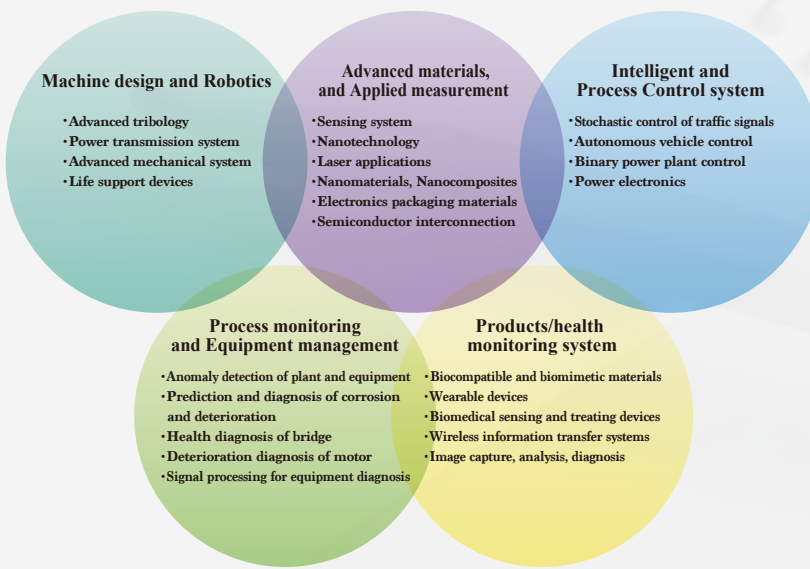 Machine design and Robotics
・Advanced tribology
・Power transmission system
・Advanced mechanical system
・Life support devices
Advanced materials,
and Applied measurement
・Sensing system
・Nanotechnology
・Laser applications
・Nanomaterials, Nanocomposites
・Electronics packaging materials
・Semiconductor interconnection
Intelligent and
Process Control system
・Stochastic control of traffic signals
・Autonomous vehicle control
・Binary power plant control
・Power electronics
Process monitoring
and Equipment management
・Anomaly detection of plant and equipment
・Prediction and diagnosis of corrosion
and deterioration
・Health diagnosis of bridge
・Deterioration diagnosis of motor
・Signal processing for equipment diagnosis
Products/health
monitoring system
・Biocompatible and biomimetic materials
・Wearable devices
・Biomedical sensing and treating devices
・Wireless information transfer systems
・Image capture, analysis, diagnosis